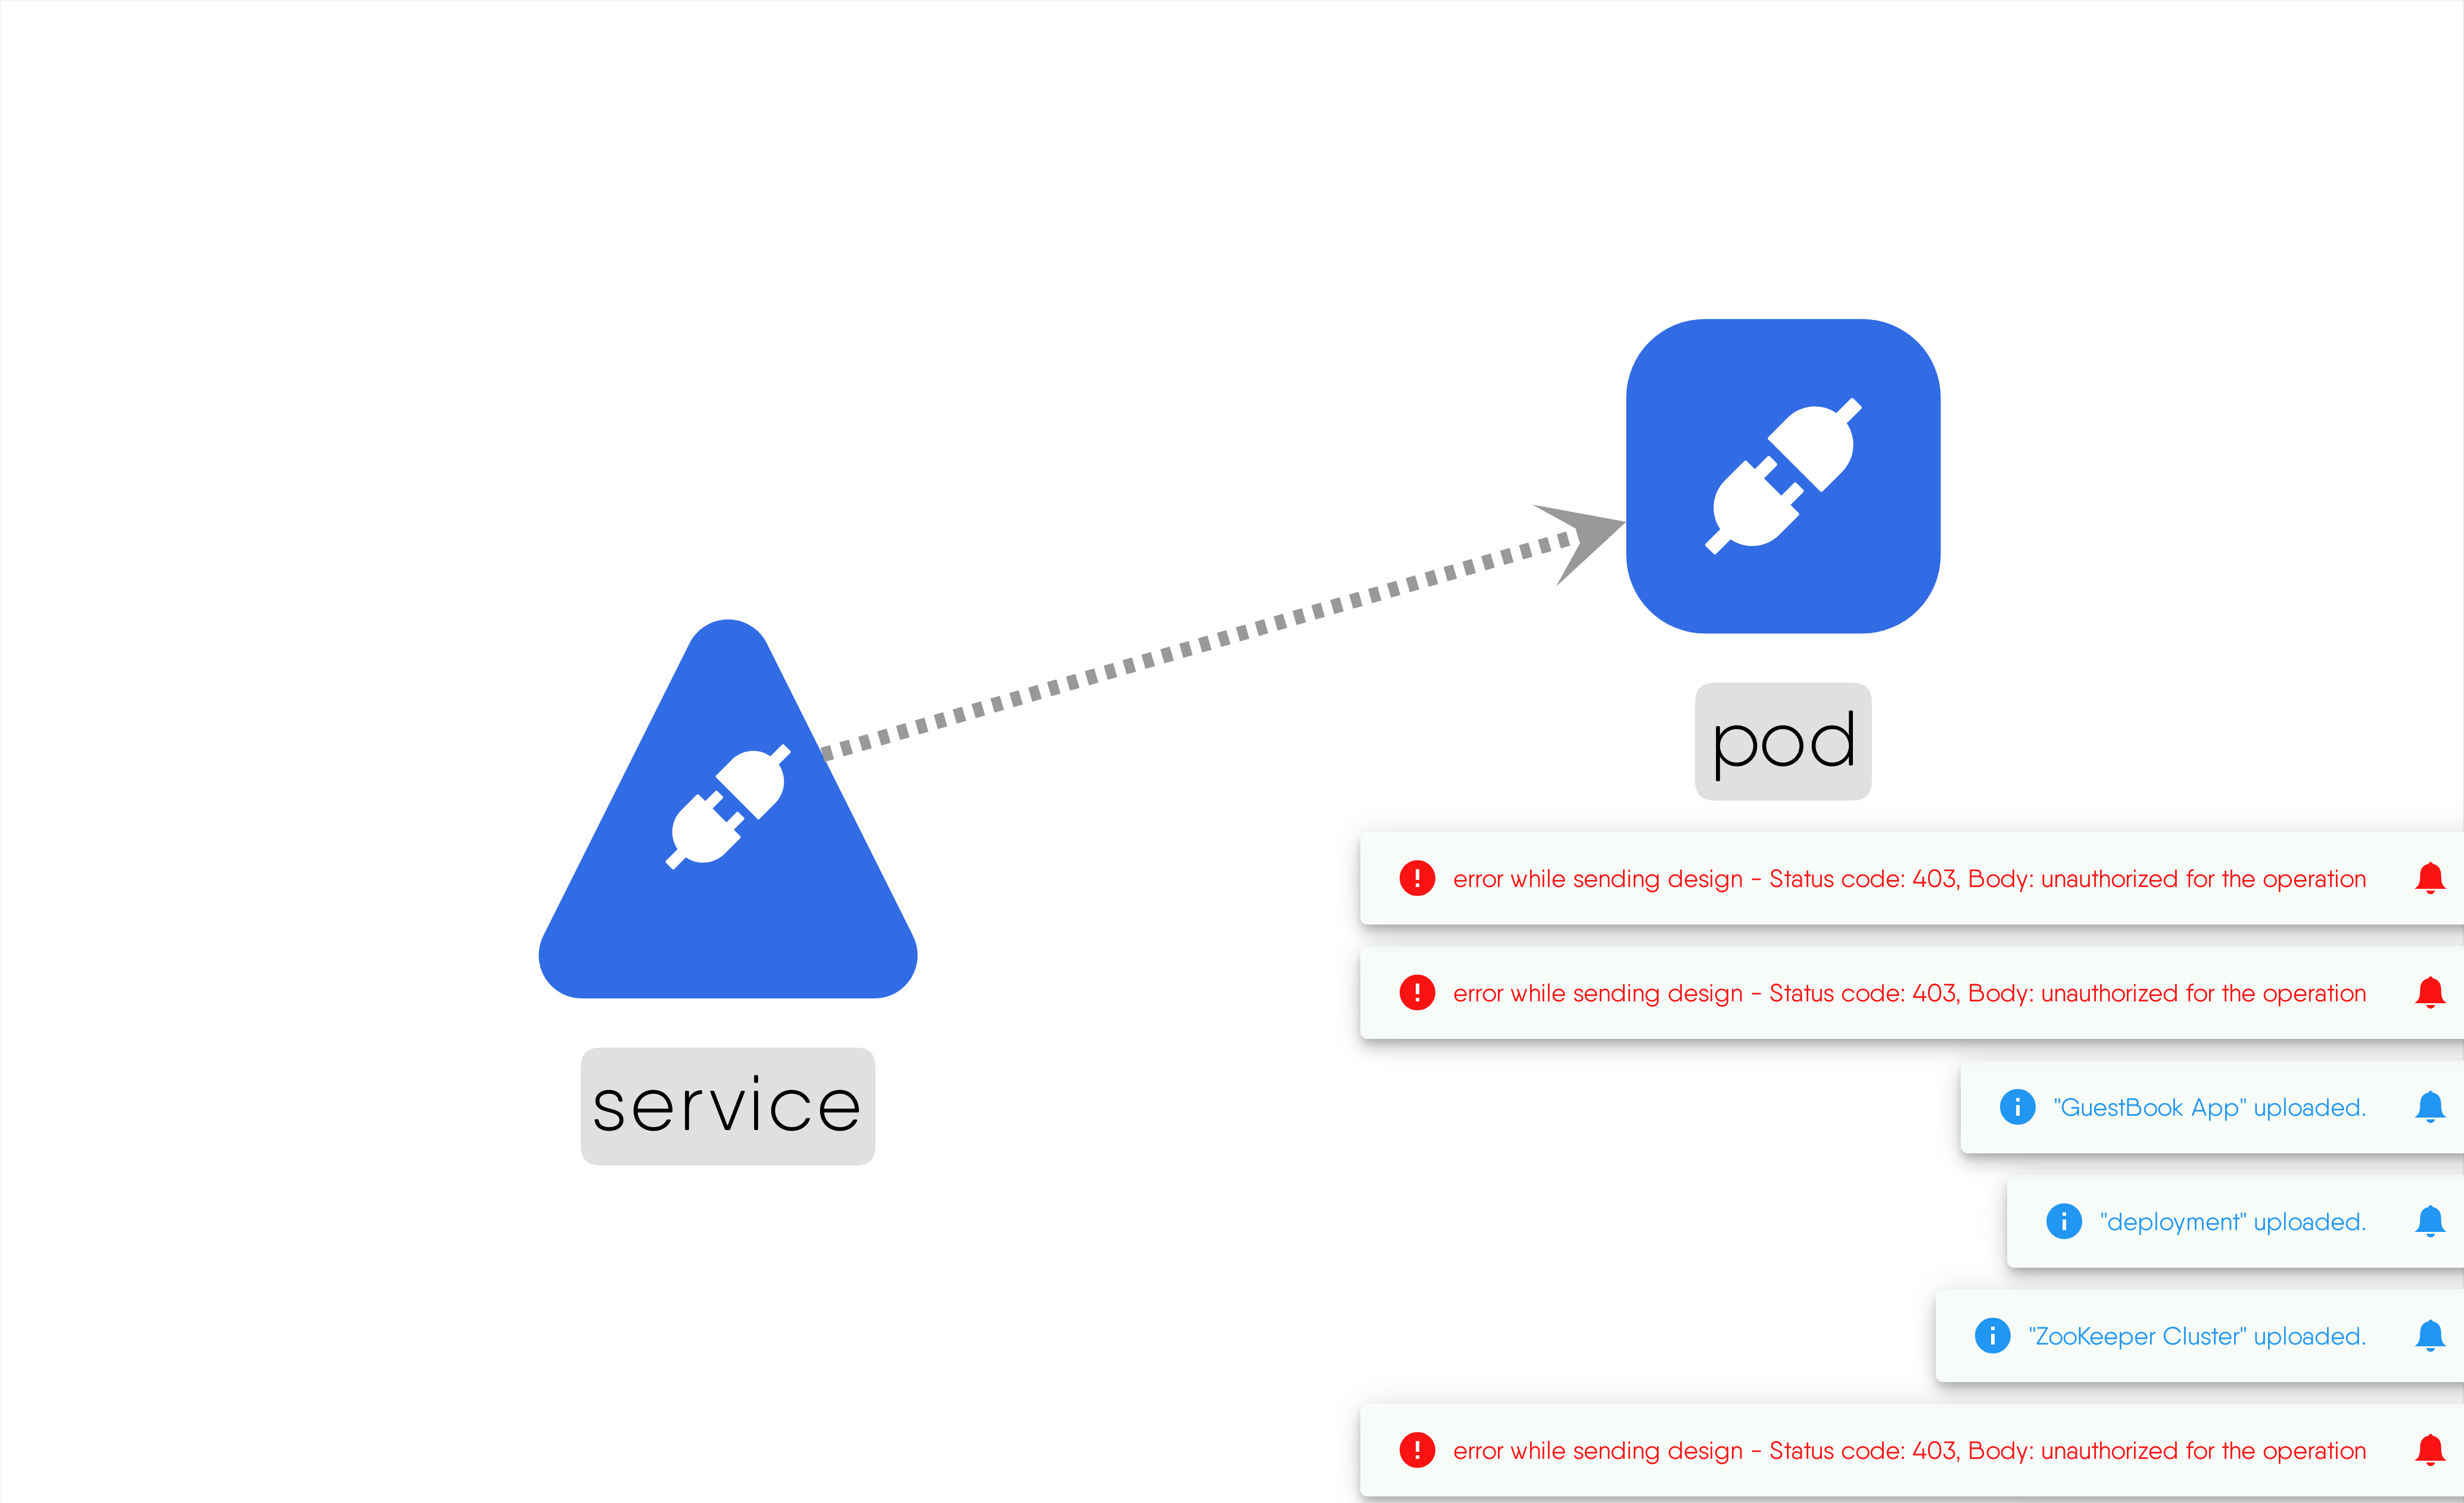 pod
service
error while sending design - Status code: 403, Body: unauthorized for the operation
error while sending design - Status code: 403, Body: unauthorized for the operation
"GuestBook App" uploaded.
"deployment" uploaded.
"ZooKeeper Cluster" uploaded.
error while sending design - Status code: 403, Body: unauthorized for the operation